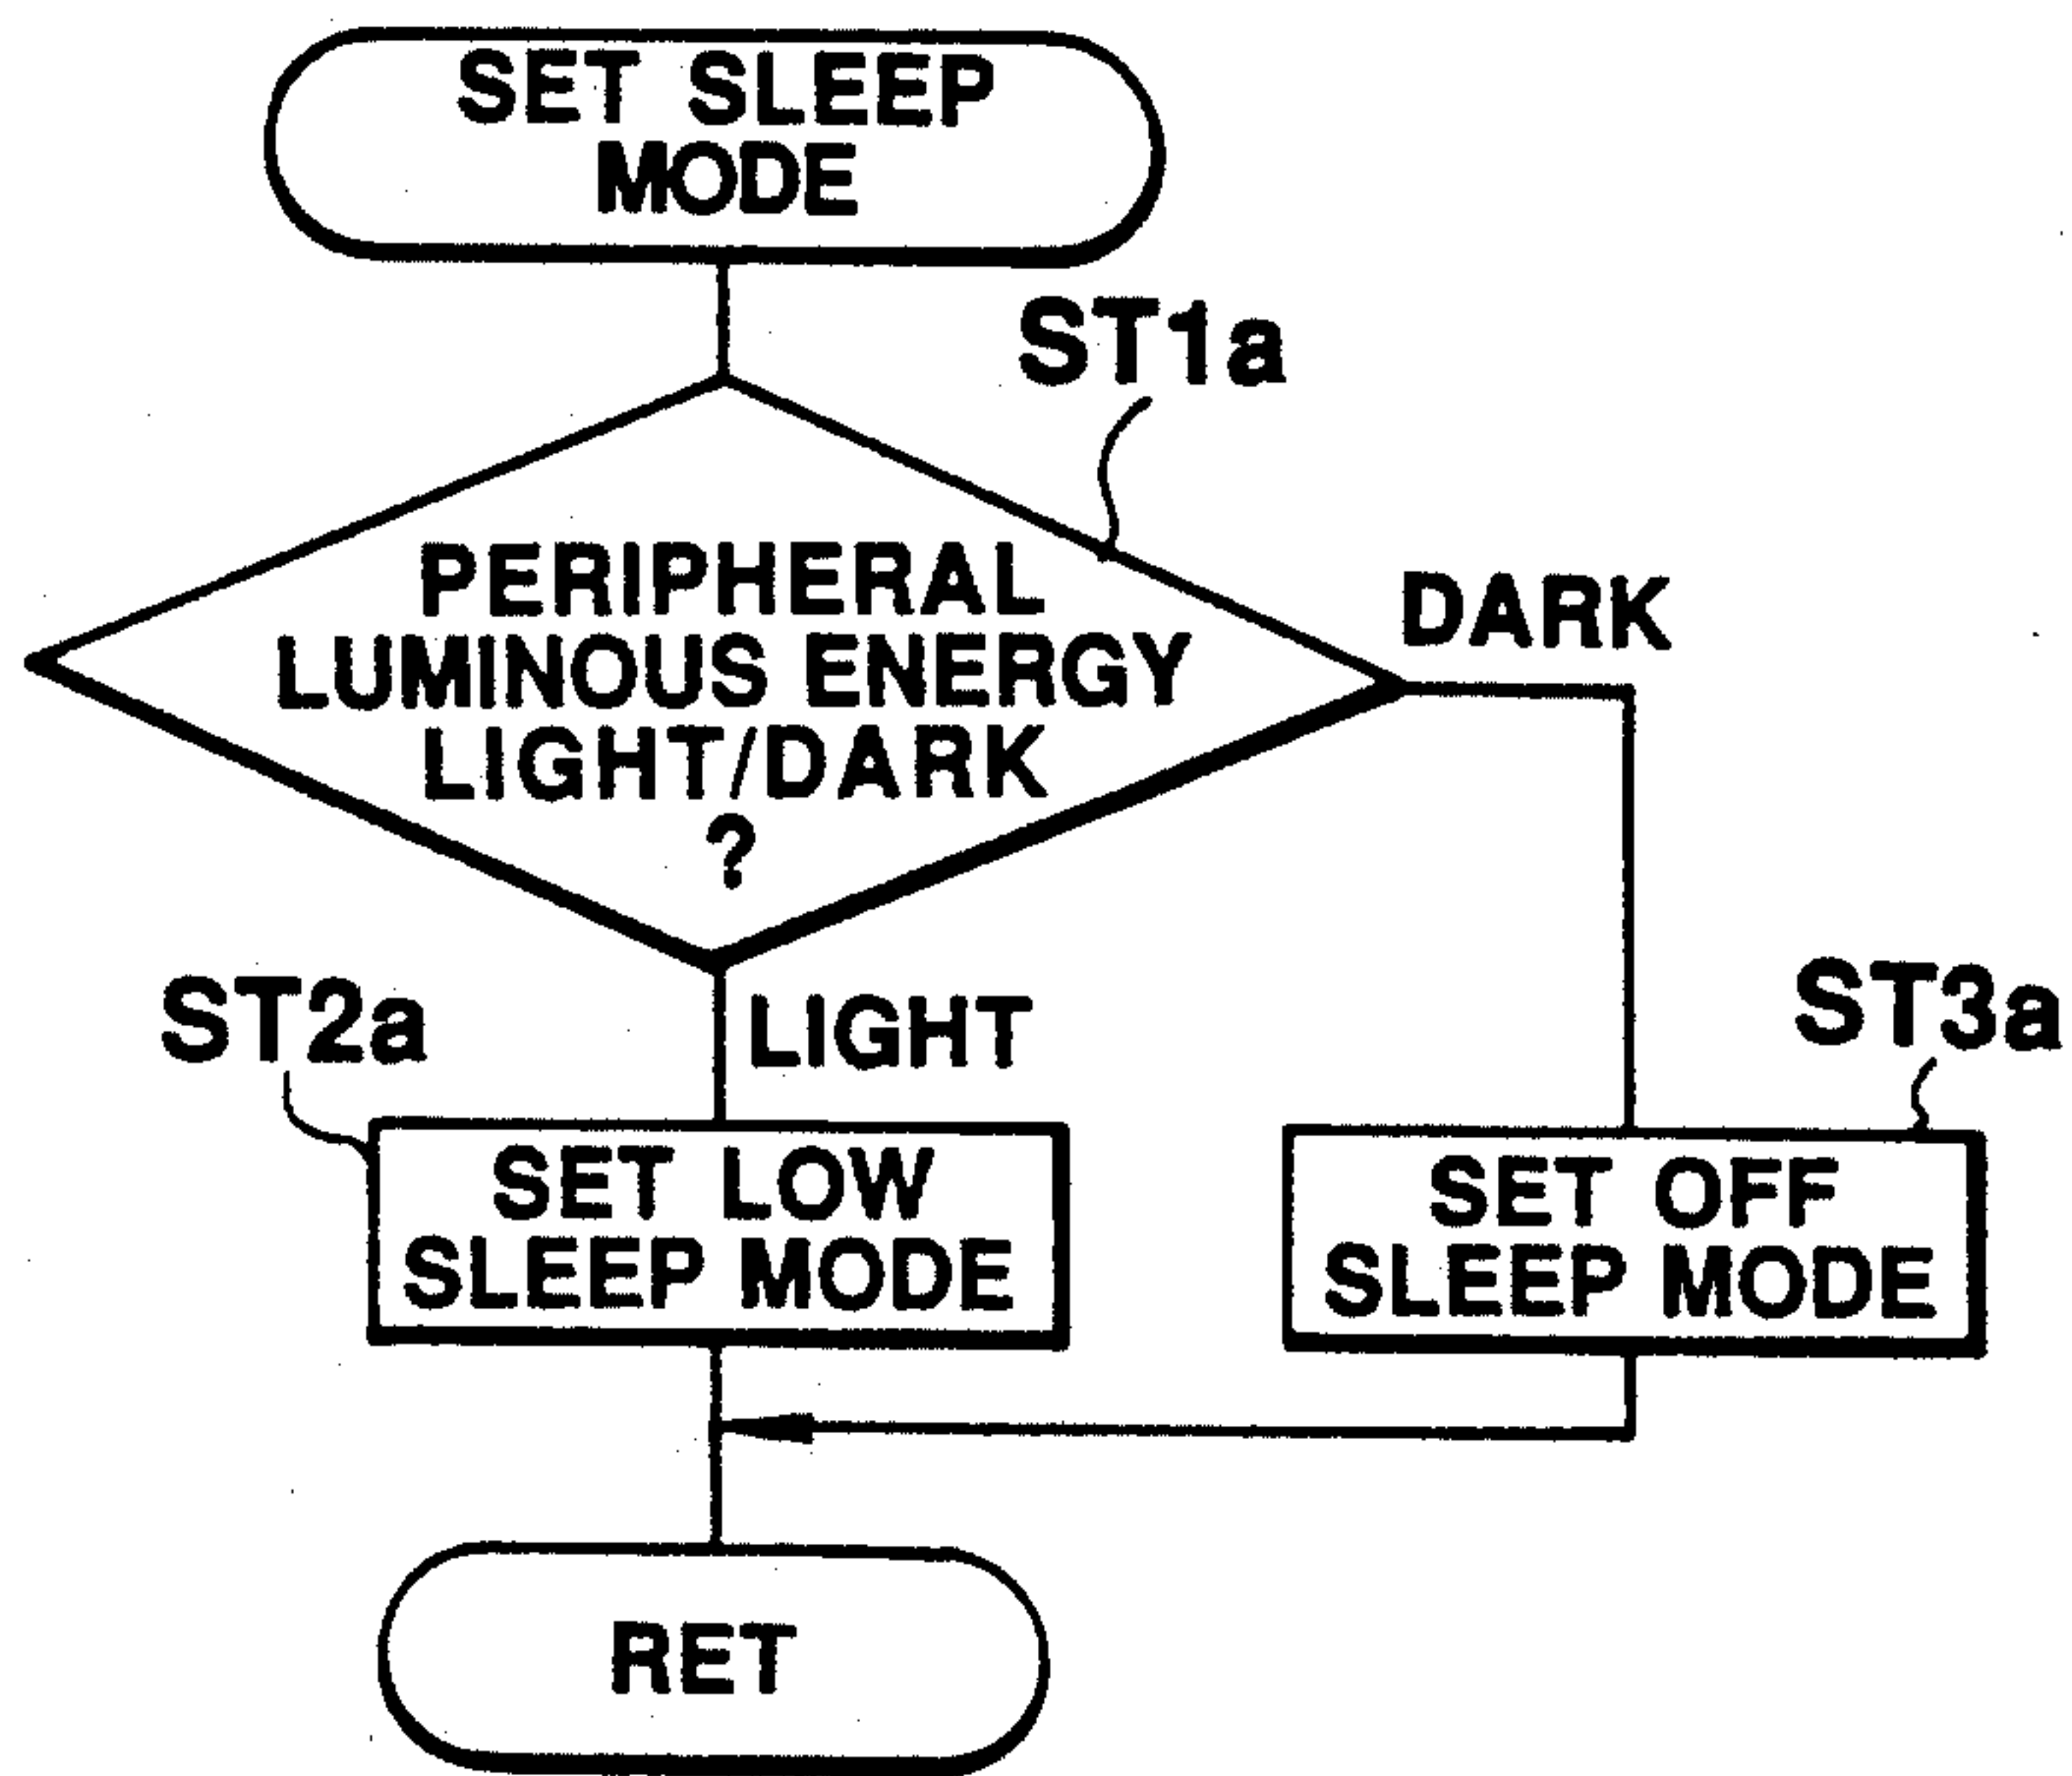 SET SLEEP
MODE
ST1a
PERIPHERAL
LUMINOUS ENERGY
LIGHT/DARK
?
DARK
LIGHT
ST2a
SET LOW
SLEEP MODE
ST3a
SET OFF
SLEEP MODE
RET